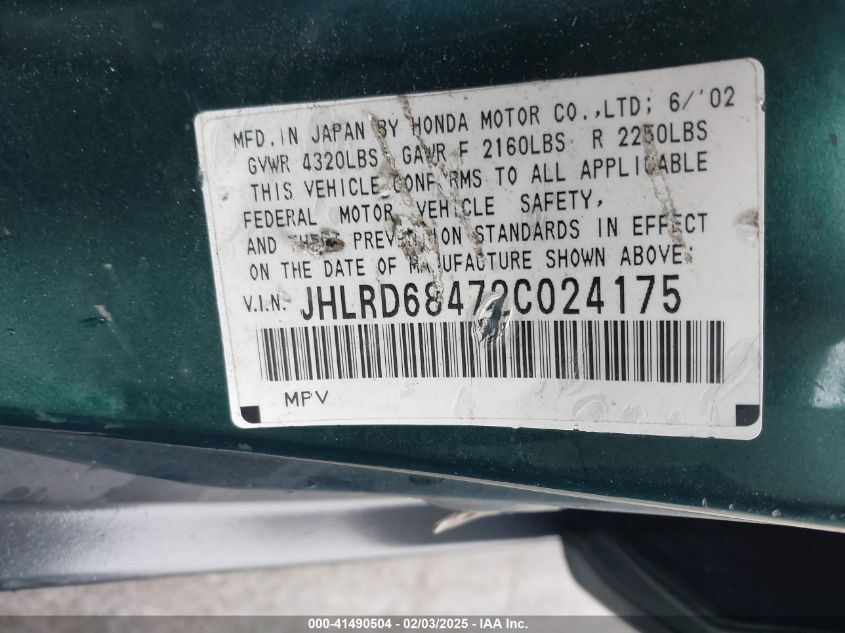 MFD. IN JAPAN BY HONDA MOTOR CO.,LTD; 6/'02
GVWR 4320LBS GAWR F 2160LBS R 2250LBS
THIS VEHICLE CONFORMS TO ALL APPLICABLE
FEDERAL MOTOR VEHICLE SAFETY,
AND THEFT PREVENTION STANDARDS IN EFFECT
ON THE DATE OF MANUFACTURE SHOWN ABOVE:
V.I.N. JHLRD68472C024175
MPV
000-41490504 - 02/03/2025 - IAA Inc.